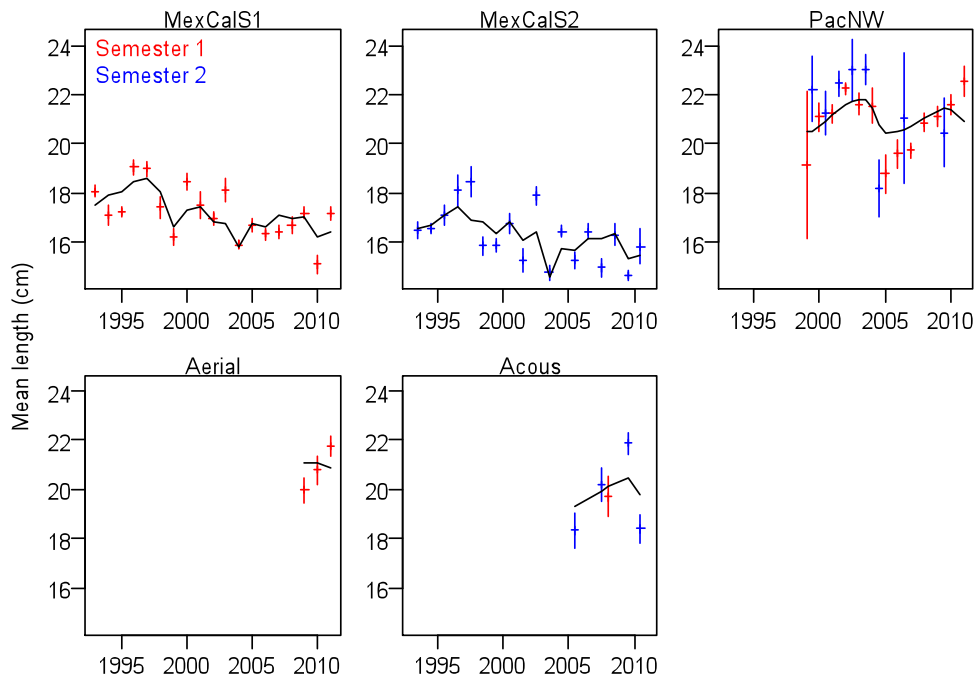 MexCalS1 MexCalS2 PacNW
Semester 1
Semester 2
24 24 24
22 22 22
20 20 20
18 18 18
16 16 16
1995 2000 2005 2010 1995 2000 2005 2010 1995 2000 2005 2010
Mean length (cm)
Aerial Acous
24 24
22 22
20 20
18 18
16 16
1995 2000 2005 2010 1995 2000 2005 2010